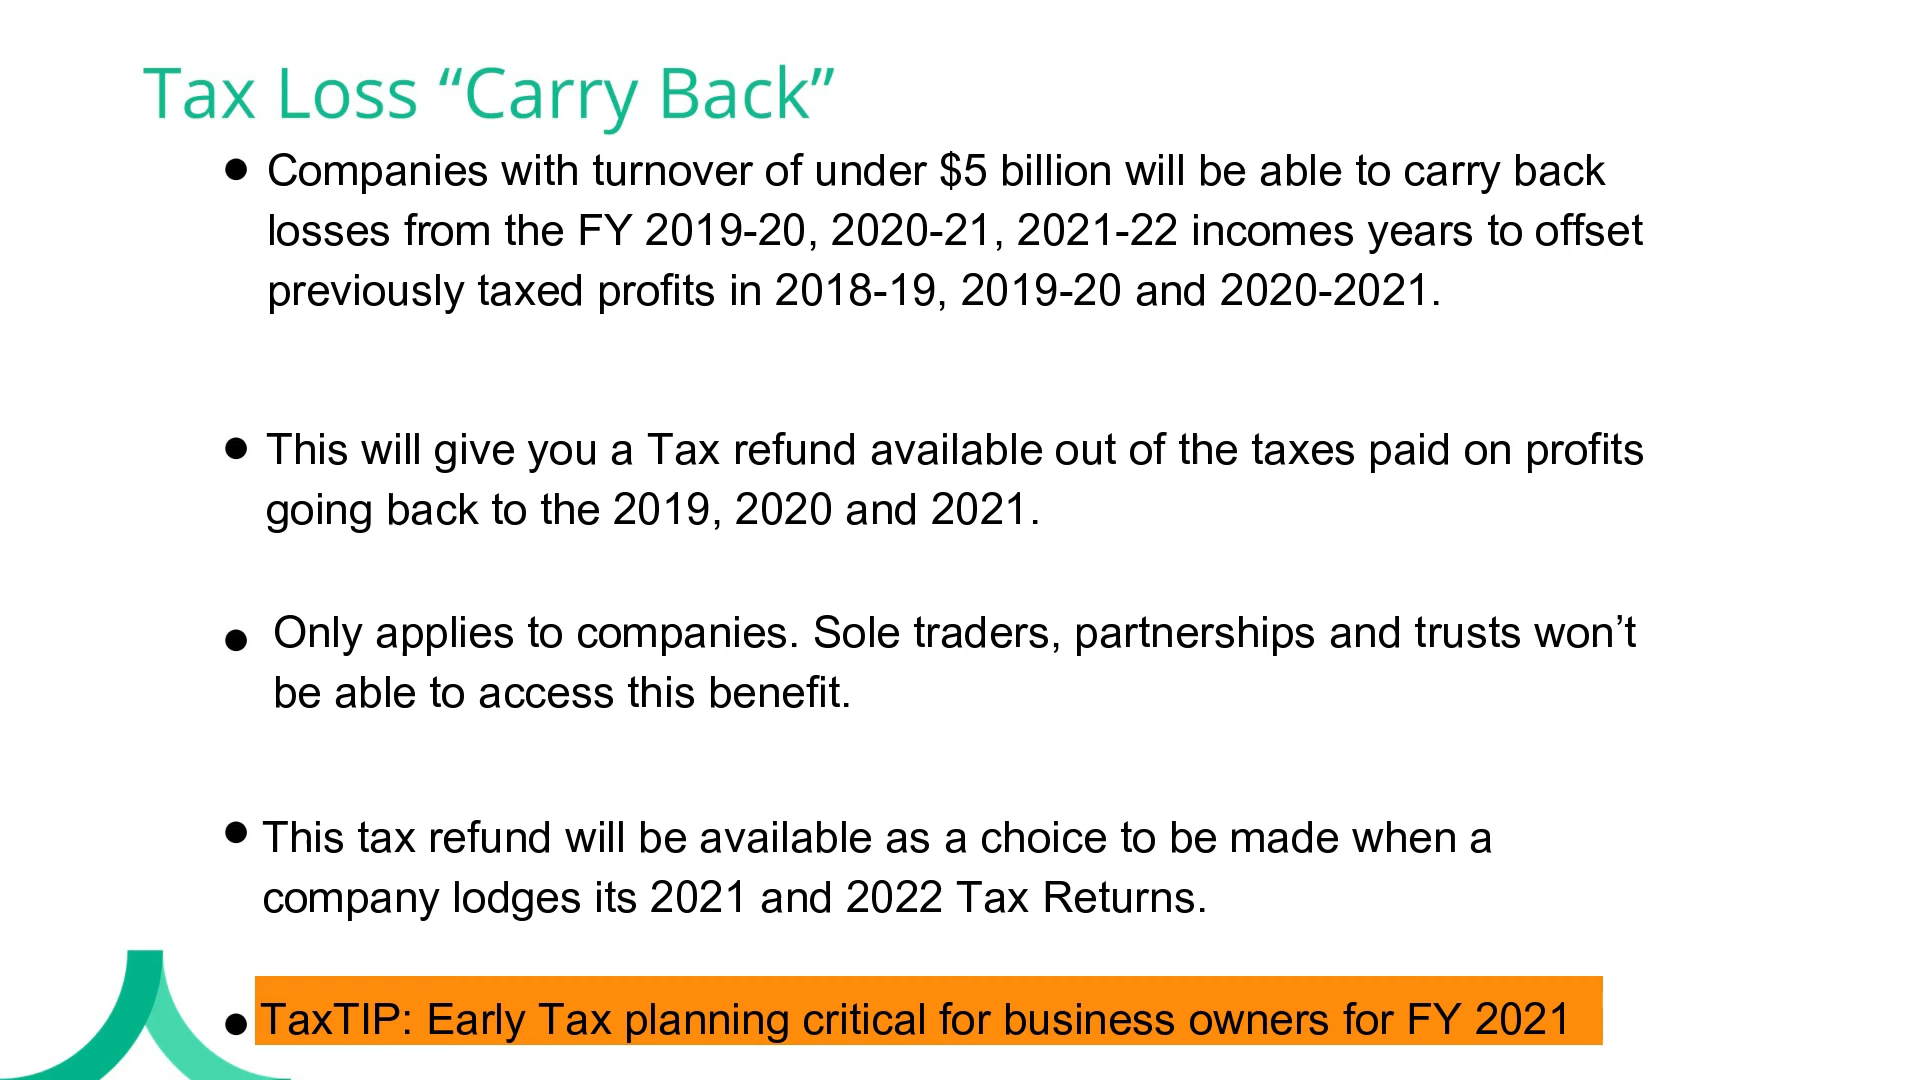 Tax Loss “Carry Back”
• Companies with turnover of under $5 billion will be able to carry back
losses from the FY 2019-20, 2020-21, 2021-22 incomes years to offset
previously taxed profits in 2018-19, 2019-20 and 2020-2021.
• This will give you a Tax refund available out of the taxes paid on profits
going back to the 2019, 2020 and 2021.
• Only applies to companies. Sole traders, partnerships and trusts won’t
be able to access this benefit.
• This tax refund will be available as a choice to be made when a
company lodges its 2021 and 2022 Tax Returns.
• TaxTIP: Early Tax planning critical for business owners for FY 2021